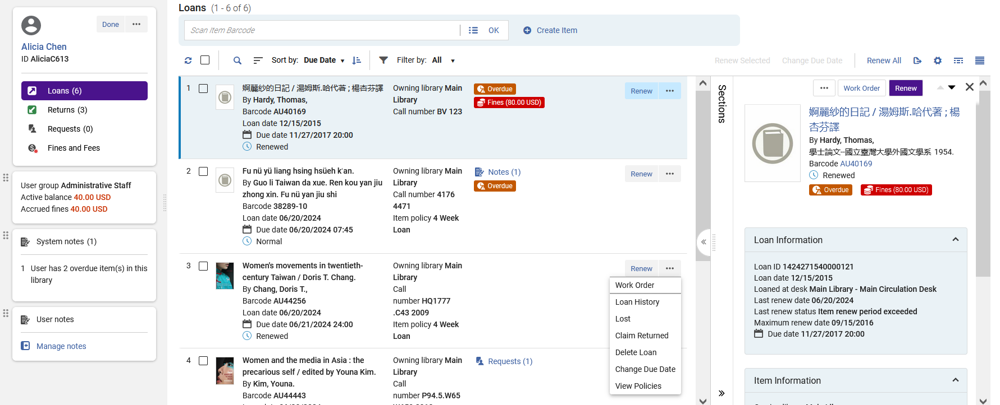 Done
Alicia Chen
ID AliciaC613
Loans (6)
Returns (3)
Requests (0)
Fines and Fees
User group Administrative Staff
Active balance 40.00 USD
Accrued fines 40.00 USD
System notes (1)
1 User has 2 overdue item(s) in this
library
User notes
Manage notes
Loans (1 - 6 of 6)
Scan Item Barcode
OK
Create Item
Sort by: Due Date
Filter by: All
Renew Selected
Change Due Date
Renew All
1
婀麗紗的日記 / 湯姆斯.哈代著 ; 楊杏芬譯
By Hardy, Thomas,
Barcode AU40169
Loan date 12/15/2015
Due date 11/27/2017 20:00
Renewed
Owning library Main
Library
Call number BV 123
Overdue
Fines (80.00 USD)
Renew
2
Fu nü yü liang hsing hsüeh kʻan.
By Guo li Taiwan da xue. Ren kou yan jiu
zhong xin. Fu nü yan jiu shi
Barcode 38289-10
Loan date 06/20/2024
Due date 06/20/2024 07:45
Normal
Owning library Main
Library
Call number 4176
4471
Item policy 4 Week
Loan
Notes (1)
Overdue
Renew
3
Women's movements in twentieth-
century Taiwan / Doris T. Chang.
By Chang, Doris T.,
Barcode AU44256
Loan date 06/20/2024
Due date 06/21/2024 24:00
Renewed
Owning library Main
Library
Call
number HQ1777
.C43 2009
Item policy 4 Week
Loan
Renew
Work Order
Loan History
Lost
Claim Returned
Delete Loan
Change Due Date
View Policies
4
Women and the media in Asia : the
precarious self / edited by Youna Kim.
By Kim, Youna.
Barcode AU44443
Owning library Main
Library
Call
number P94.5.W65
Requests (1)
Sections
Work Order
Renew
婀麗紗的日記 / 湯姆斯.哈代著 ; 楊
杏芬譯
By Hardy, Thomas,
學士論文--國立臺灣大學外國文學系 1954.
Barcode AU40169
Renewed
Overdue
Fines (80.00 USD)
Loan Information
Loan ID 1424271540000121
Loan date 12/15/2015
Loaned at desk Main Library - Main Circulation Desk
Last renew date 06/20/2024
Last renew status Item renew period exceeded
Maximum renew date 09/15/2016
Due date 11/27/2017 20:00
Item Information